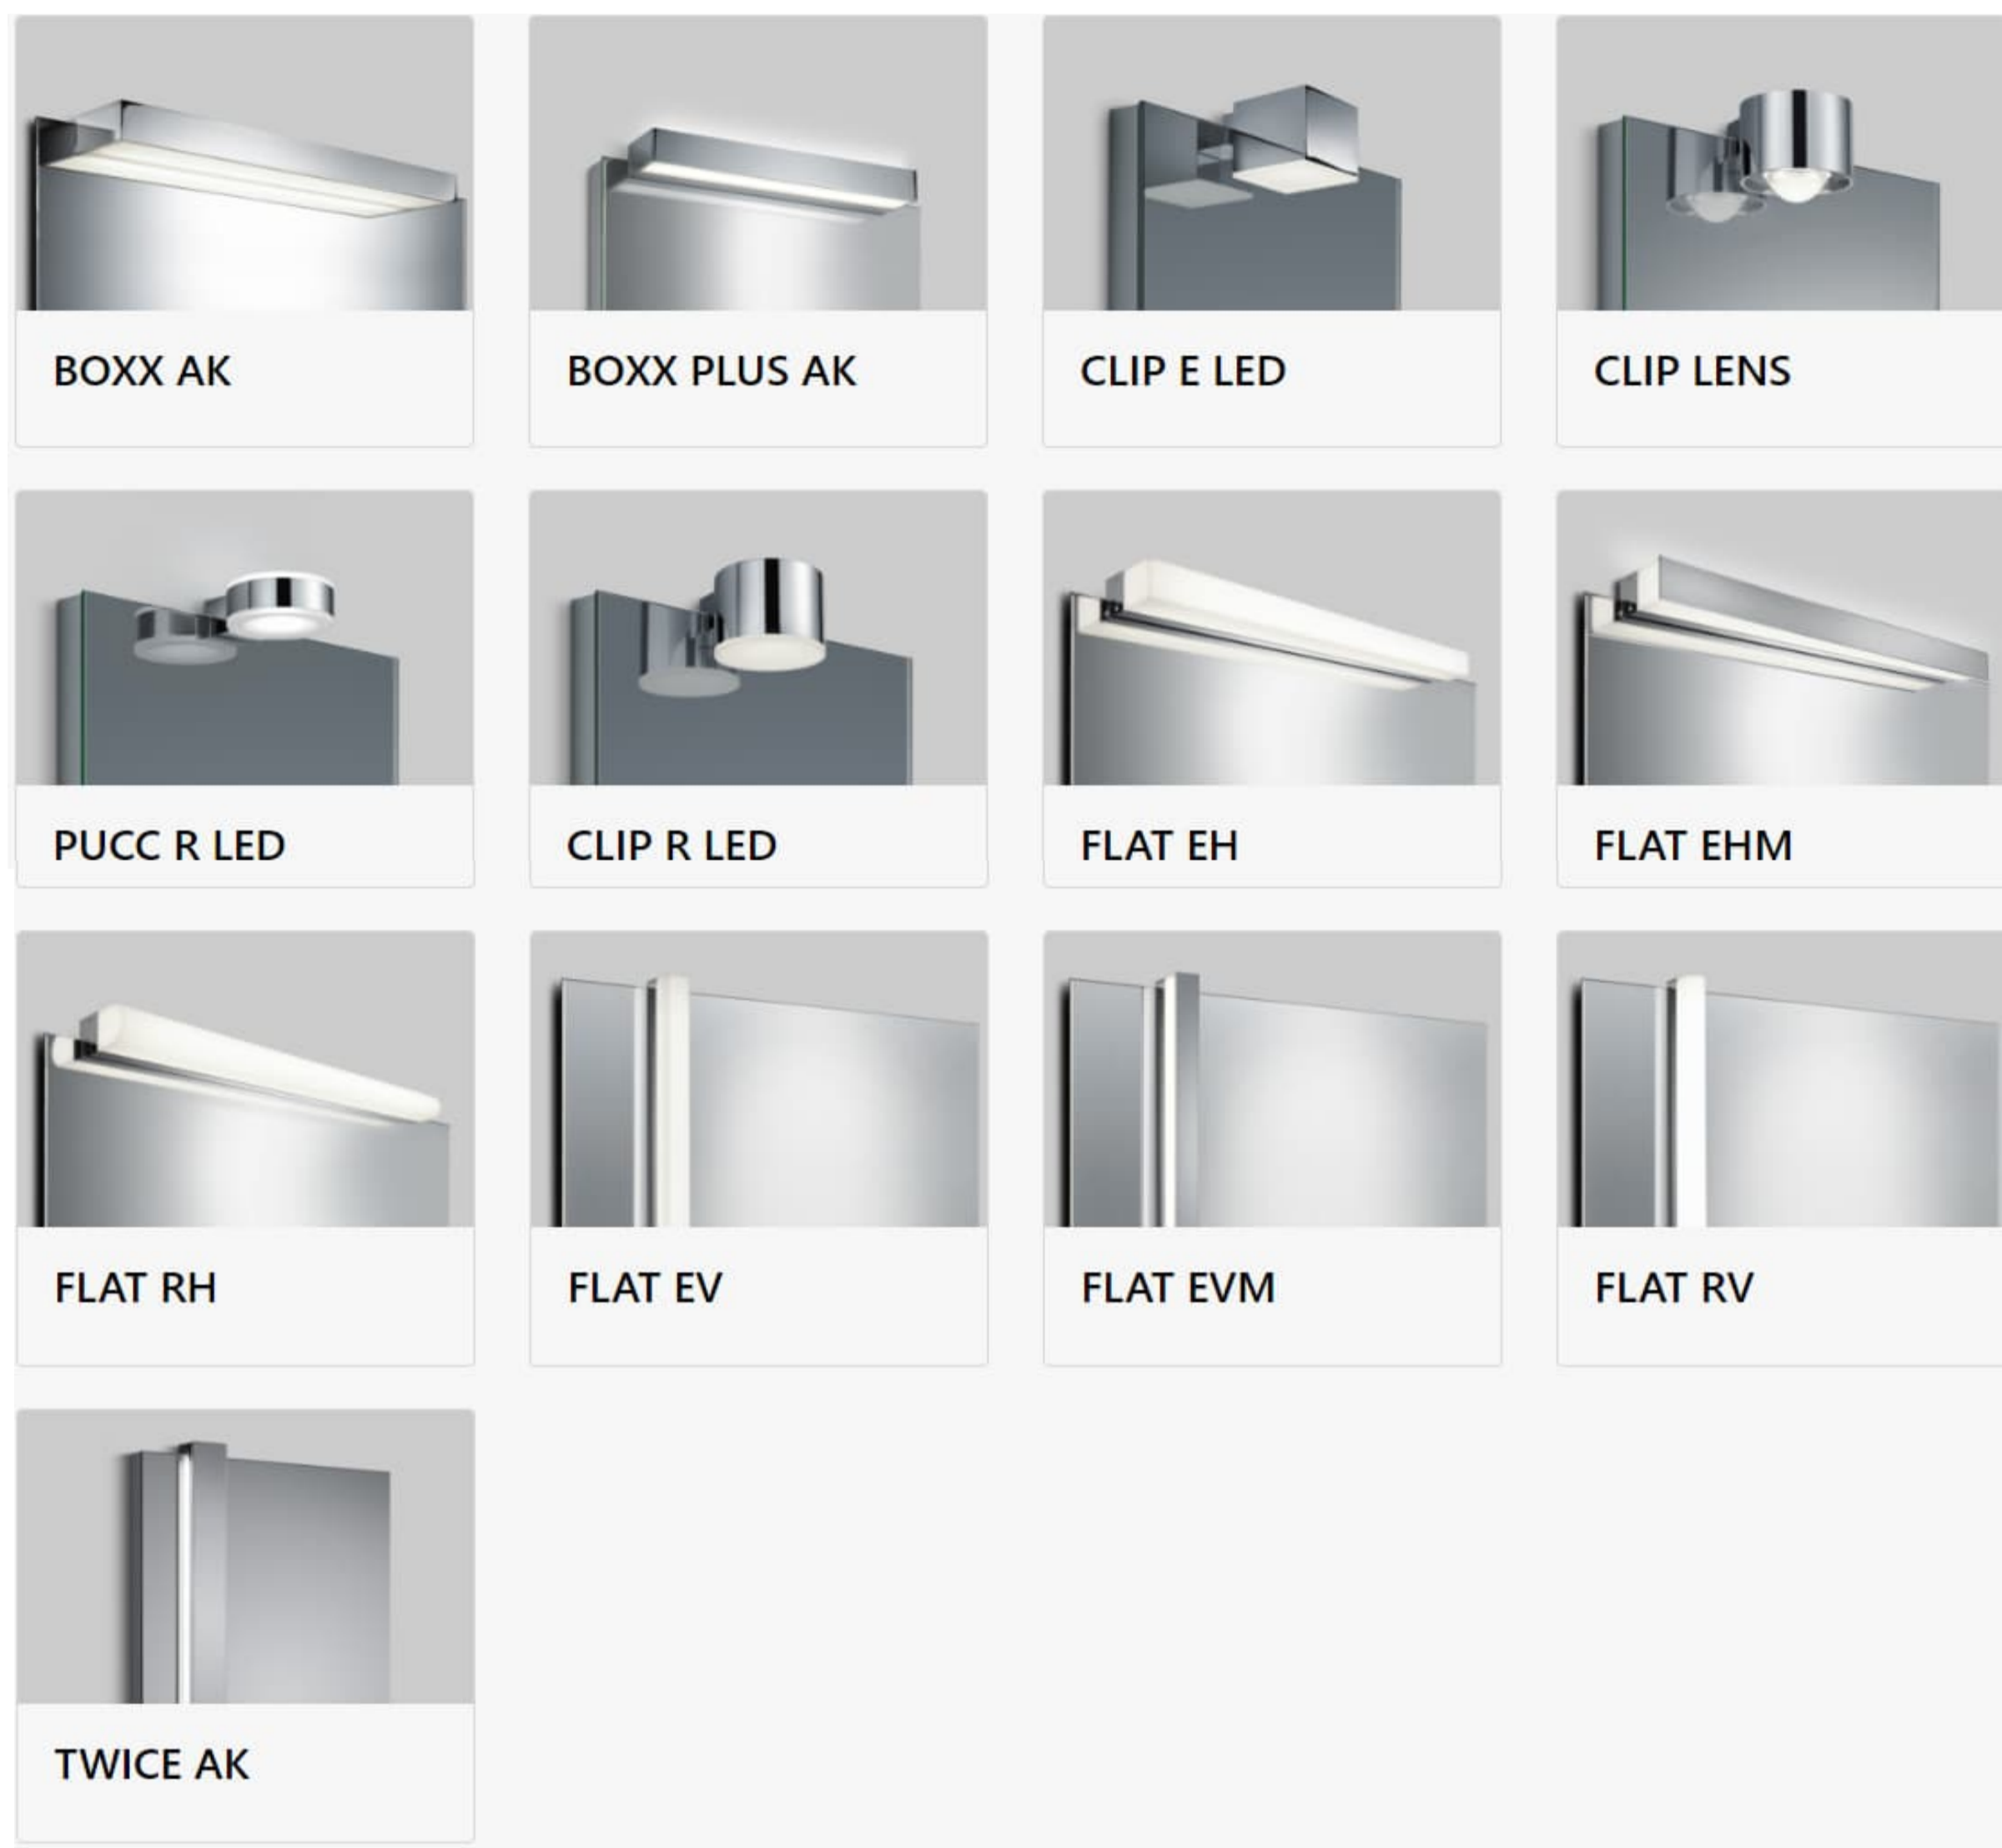 BOXX AK
BOXX PLUS AK
CLIP E LED
CLIP LENS
PUCC R LED
CLIP R LED
FLAT EH
FLAT EHM
FLAT RH
FLAT EV
FLAT EVM
FLAT RV
TWICE AK